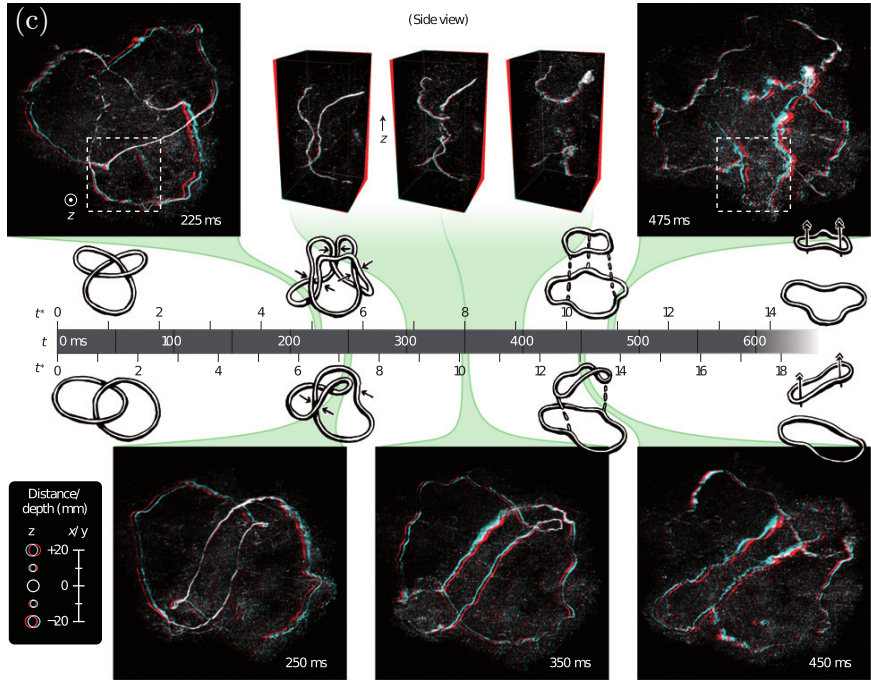 (c)
(Side view)
z
z
225 ms
475 ms
t* 0 2 4 6 8 10 12 14
t 0 ms 100 200 300 400 500 600
t* 0 2 4 6 8 10 12 14 16 18
Distance/
depth (mm)
z x/y
+20
0
−20
250 ms
350 ms
450 ms